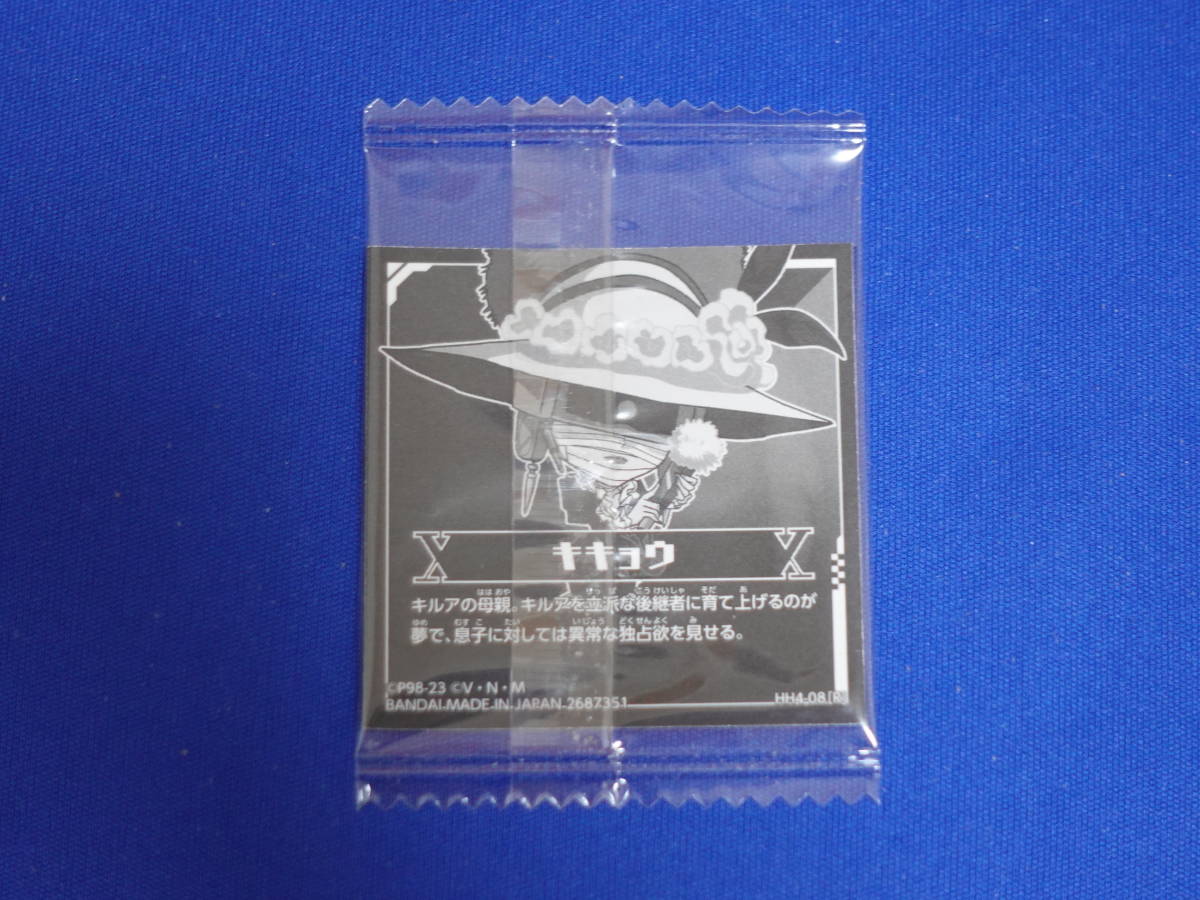 キキョウ
キルアの母親。キルアを立派な後継者に育て上げるのが
夢で、息子に対しては異常な独占欲を見せる。
©P98-23 ©V・N・M
BANDAI・MADE・IN・JAPAN・2687351
HH4-08[R]